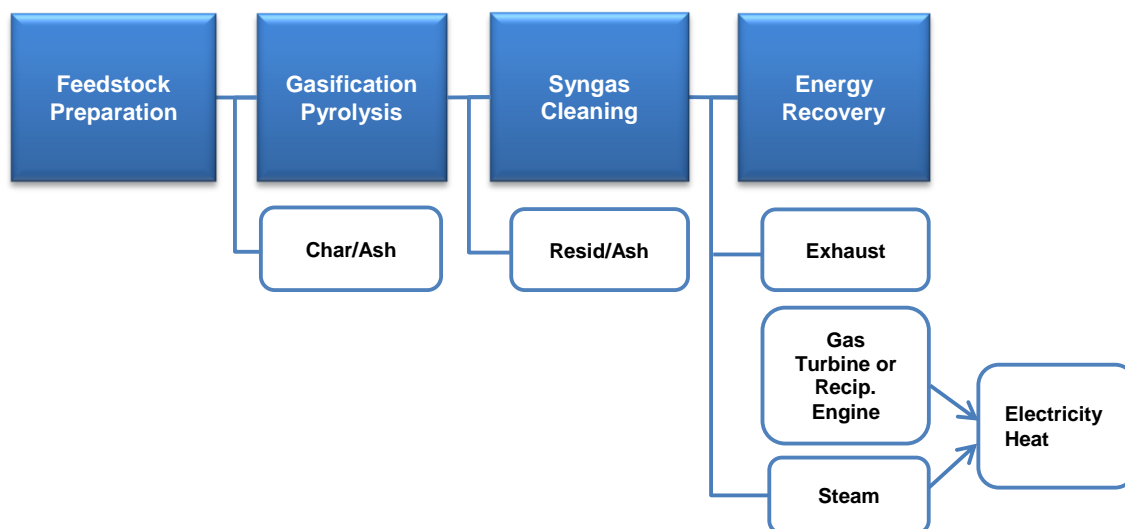 Feedstock
Preparation
Gasification
Pyrolysis
Syngas
Cleaning
Energy
Recovery
Char/Ash
Resid/Ash
Exhaust
Gas
Turbine or
Recip.
Engine
Electricity
Heat
Steam